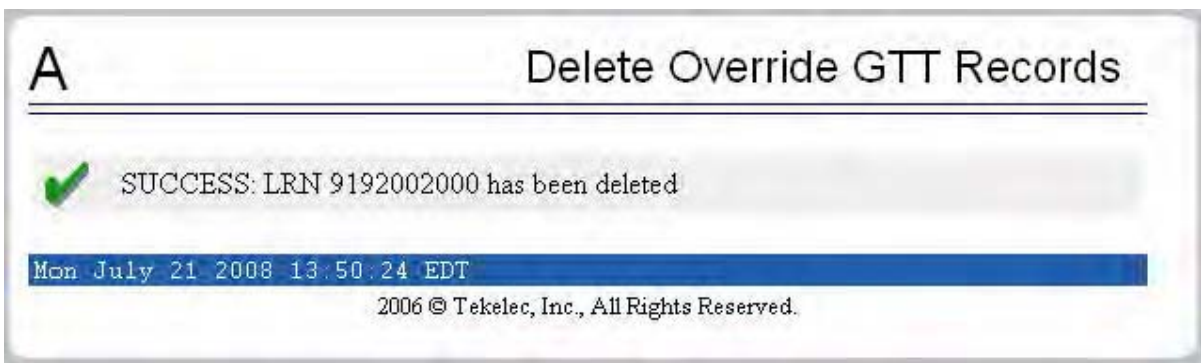 A
Delete Override GTT Records
SUCCESS: LRN 9192002000 has been deleted
Mon July 21 2008 13:50:24 EDT
2006 © Tekelec, Inc., All Rights Reserved.